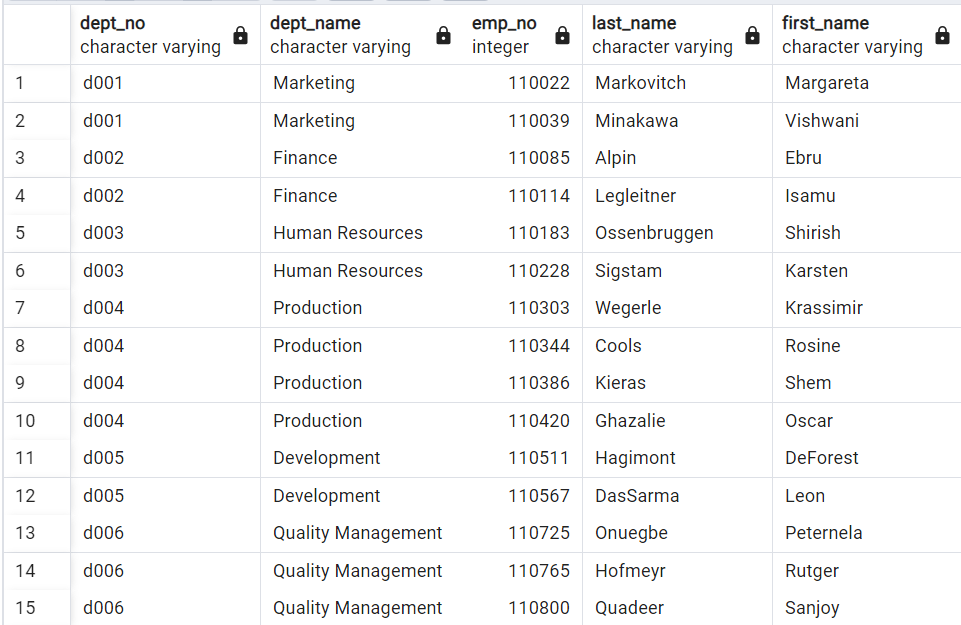 dept_no dept_name emp_no last_name first_name
character varying character varying integer character varying character varying
1 d001 Marketing 110022 Markovitch Margareta
2 d001 Marketing 110039 Minakawa Vishwani
3 d002 Finance 110085 Alpin Ebru
4 d002 Finance 110114 Legleitner Isamu
5 d003 Human Resources 110183 Ossenbruggen Shirish
6 d003 Human Resources 110228 Sigstam Karsten
7 d004 Production 110303 Wegerle Krassimir
8 d004 Production 110344 Cools Rosine
9 d004 Production 110386 Kieras Shem
10 d004 Production 110420 Ghazalie Oscar
11 d005 Development 110511 Hagimont DeForest
12 d005 Development 110567 DasSarma Leon
13 d006 Quality Management 110725 Onuegbe Peternela
14 d006 Quality Management 110765 Hofmeyr Rutger
15 d006 Quality Management 110800 Quadeer Sanjoy